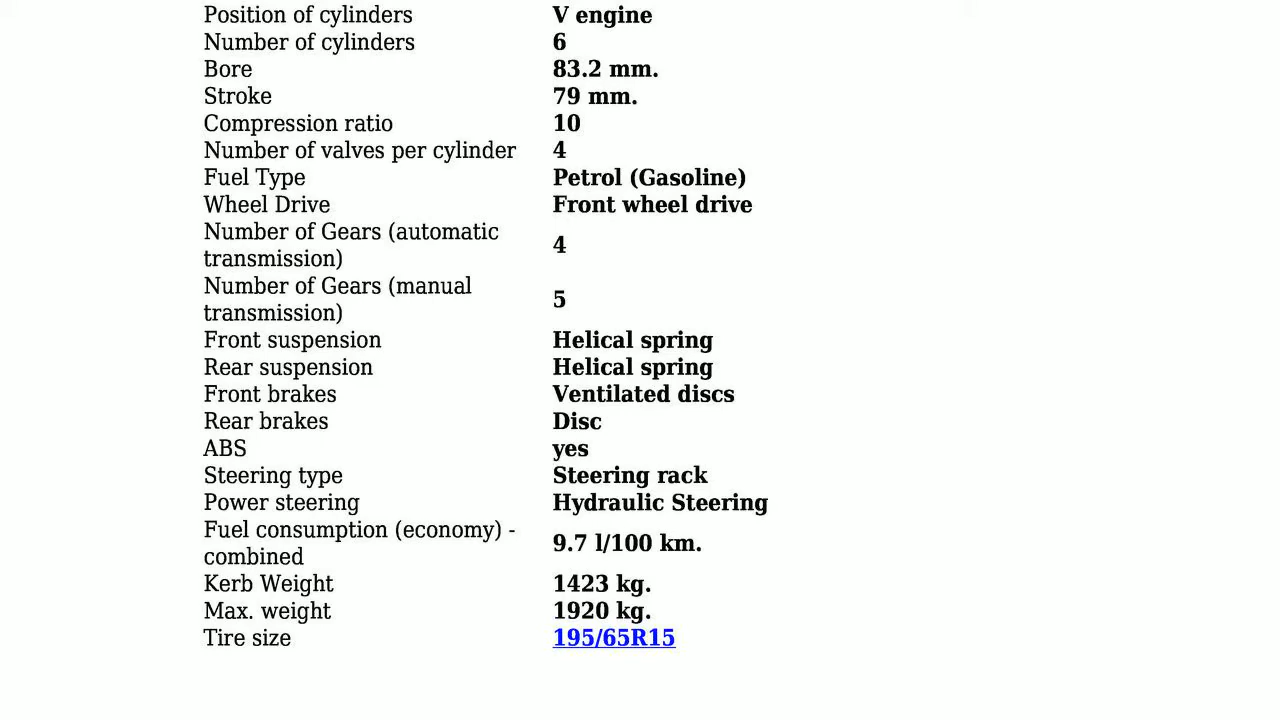 Position of cylinders V engine
Number of cylinders 6
Bore 83.2 mm.
Stroke 79 mm.
Compression ratio 10
Number of valves per cylinder 4
Fuel Type Petrol (Gasoline)
Wheel Drive Front wheel drive
Number of Gears (automatic
transmission) 4
Number of Gears (manual
transmission) 5
Front suspension Helical spring
Rear suspension Helical spring
Front brakes Ventilated discs
Rear brakes Disc
ABS yes
Steering type Steering rack
Power steering Hydraulic Steering
Fuel consumption (economy) -
combined 9.7 l/100 km.
Kerb Weight 1423 kg.
Max. weight 1920 kg.
Tire size 195/65R15